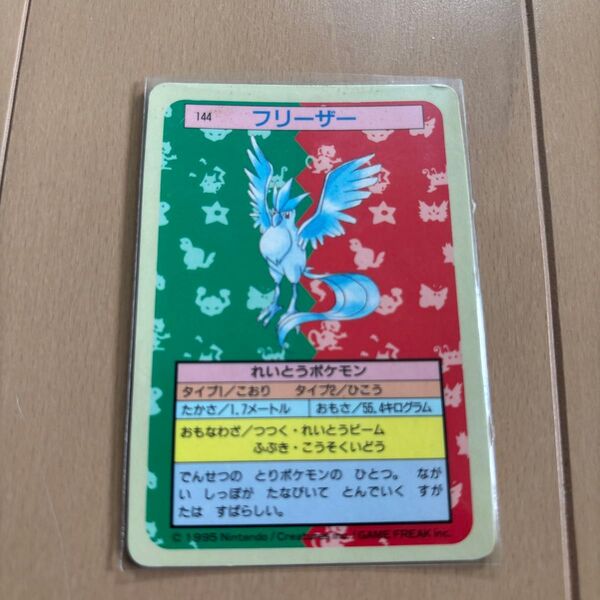 144 フリーザー
れいとうポケモン
タイプ1/こおり タイプ2/ひこう
たかさ/1.7メートル おもさ/55.4キログラム
おもなわざ/つつく・れいとうビーム
ふぶき・こうそくいどう
でんせつの とりポケモンの ひとつ。なが
い しっぽが たなびいて とんでいく すが
たは すばらしい。
© 1995 Nintendo/Creatures inc./GAME FREAK inc.